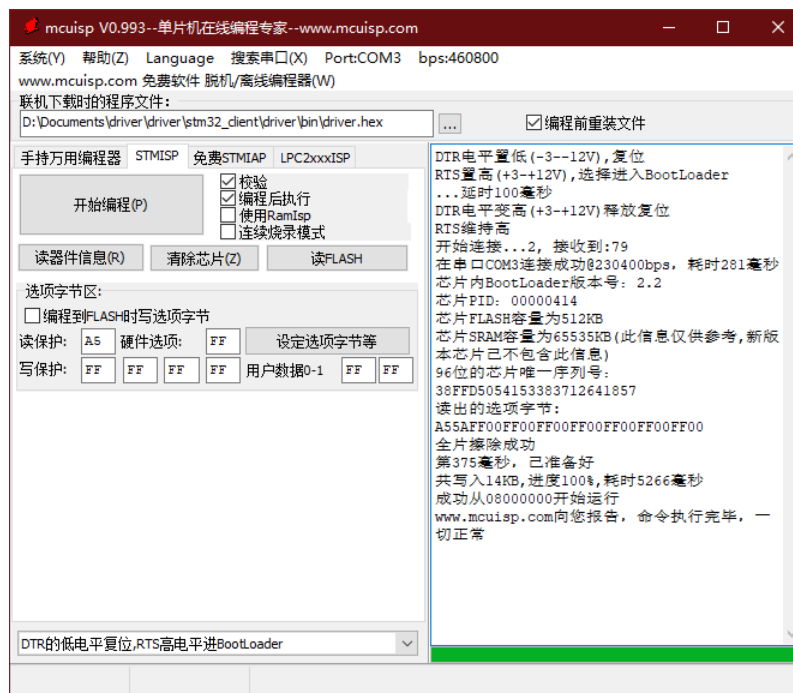 mcuisp V0.993--单片机在线编程专家--www.mcuisp.com
系统(Y) 帮助(Z) Language 搜索串口(X) Port:COM3 bps:460800
www.mcuisp.com 免费软件 脱机/离线编程器(W)
联机下载时的程序文件:
D:\Documents\driver\driver\stm32_client\driver\bin\driver.hex ... 编程前重装文件
手持万用编程器 STMISP 免费STMIAP LPC2xxxISP
开始编程(P)
校验
编程后执行
使用RamIsp
连续烧录模式
读器件信息(R) 清除芯片(Z) 读FLASH
选项字节区:
编程到FLASH时写选项字节
读保护: A5 硬件选项: FF 设定选项字节等
写保护: FF FF FF FF 用户数据0-1 FF FF
DTR的低电平复位,RTS高电平进BootLoader
DTR电平置低(-3--12V),复位
RTS置高(+3-+12V),选择进入BootLoader
...延时100毫秒
DTR电平变高(+3-+12V)释放复位
RTS维持高
开始连接...2, 接收到:79
在串口COM3连接成功@230400bps, 耗时281毫秒
芯片内BootLoader版本号: 2.2
芯片PID: 00000414
芯片FLASH容量为512KB
芯片SRAM容量为65535KB(此信息仅供参考,新版
本芯片已不包含此信息)
96位的芯片唯一序列号:
38FFD5054153383712641857
读出的选项字节:
A55AFF00FF00FF00FF00FF00FF00FF00
全片擦除成功
第375毫秒, 已准备好
共写入14KB,进度100%,耗时5266毫秒
成功从08000000开始运行
www.mcuisp.com向您报告, 命令执行完毕, 一
切正常